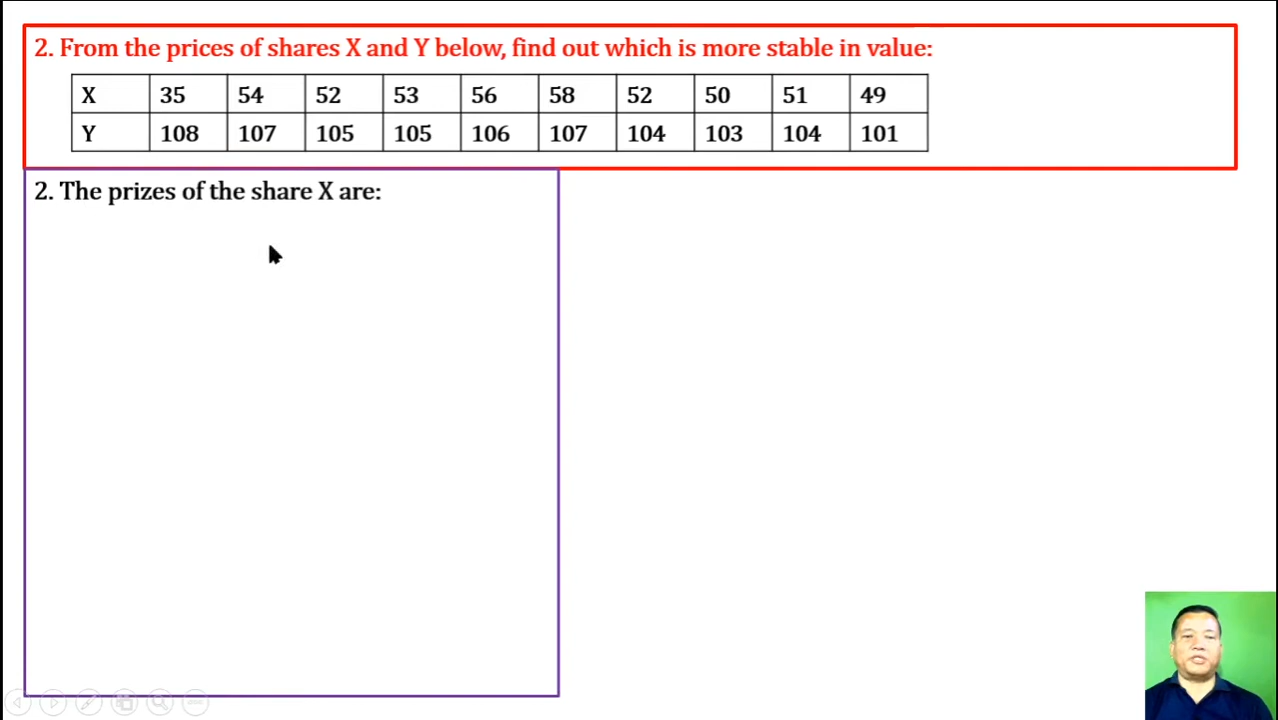 2. From the prices of shares X and Y below, find out which is more stable in value:
X 35 54 52 53 56 58 52 50 51 49
Y 108 107 105 105 106 107 104 103 104 101
2. The prizes of the share X are: